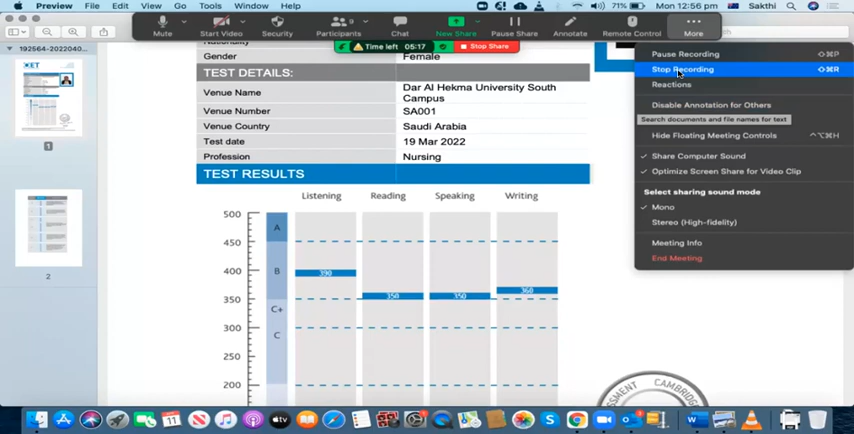 Preview File Edit View Go Tools Window Help
71% Mon 12:56 pm Sakthi
Mute Start Video Security Participants 9 Chat New Share Pause Share Annotate Remote Control More
Time left 05:17 Stop Share
192564-2022040...
OET
1
2
Gender Female
TEST DETAILS:
Venue Name Dar Al Hekma University South
Campus
Venue Number SA001
Venue Country Saudi Arabia
Test date 19 Mar 2022
Profession Nursing
TEST RESULTS
Listening Reading Speaking Writing
500
A
450
B
400
390
360
350 350
350
C+
300
C
250
200
Pause Recording ⇧⌘P
Stop Recording ⇧⌘R
Reactions
Disable Annotation for Others
Search documents and file names for text
Hide Floating Meeting Controls ^⌥⌘H
✓ Share Computer Sound
✓ Optimize Screen Share for Video Clip
Select sharing sound mode
✓ Mono
Stereo (High-fidelity)
Meeting Info
End Meeting
SSMENT CAMBRIDG